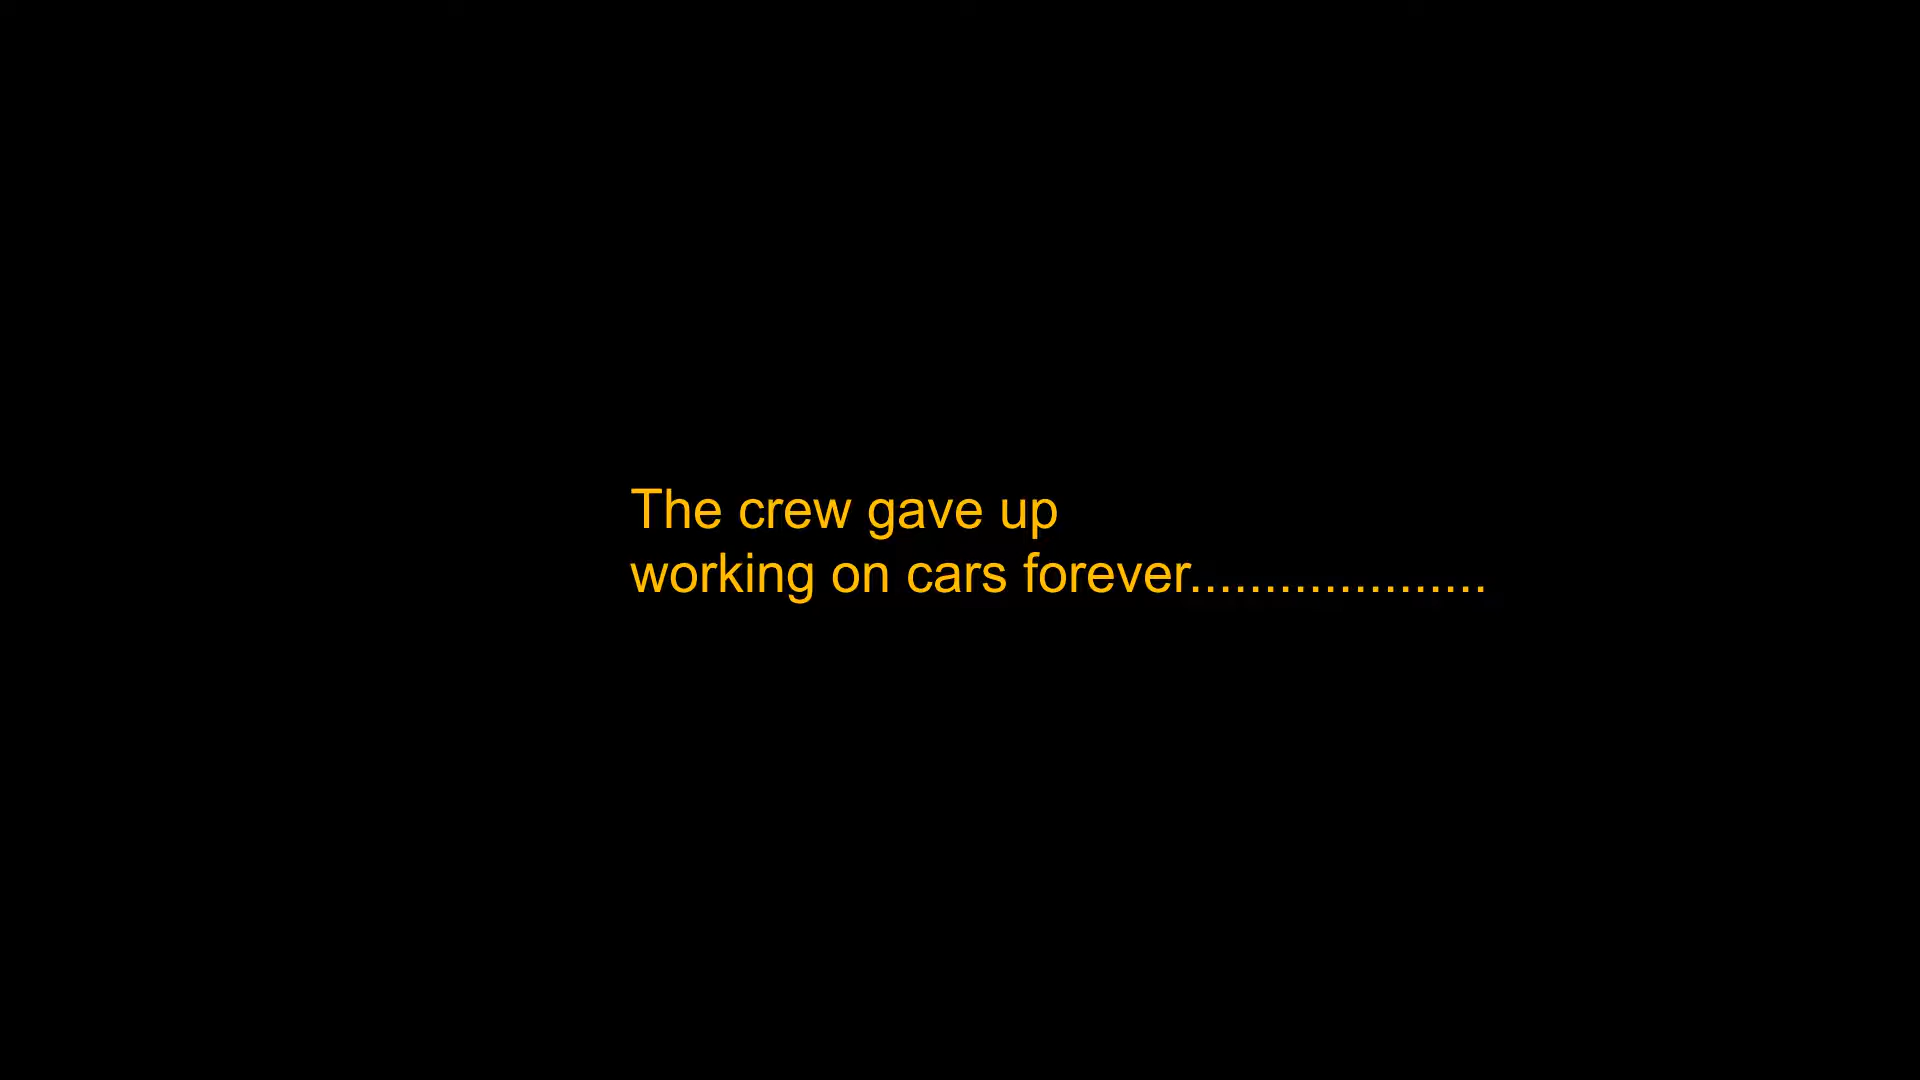 The crew gave up
working on cars forever....................